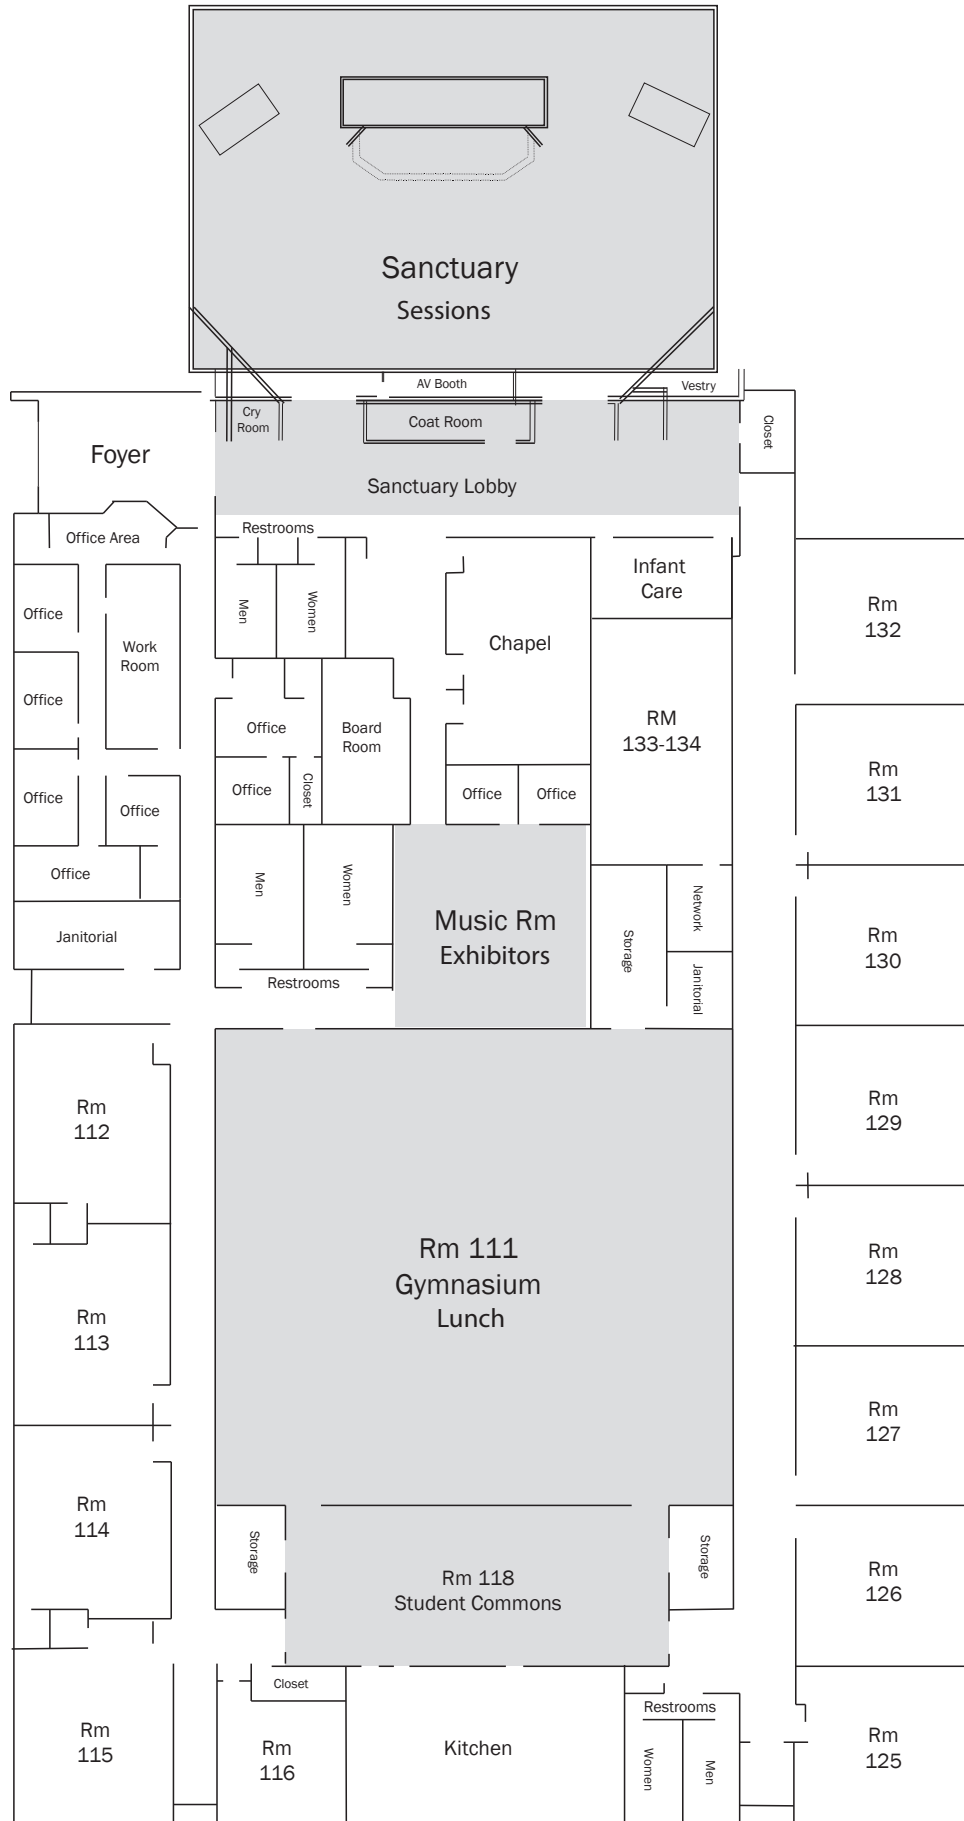 Sanctuary
Sessions
AV Booth
Vestry
Cry
Room
Coat Room
Closet
Foyer
Sanctuary Lobby
Office Area
Restrooms
Infant
Care
Office
Work
Room
Men
Women
Chapel
Rm
132
Office
Office
Board
Room
RM
133-134
Office
Office
Office
Closet
Office
Office
Rm
131
Office
Men
Women
Music Rm
Exhibitors
Network
Storage
Janitorial
Janitorial
Restrooms
Rm
130
Rm
112
Rm
129
Rm 111
Gymnasium
Lunch
Rm
128
Rm
113
Rm
127
Rm
114
Storage
Rm 118
Student Commons
Storage
Rm
126
Closet
Restrooms
Rm
115
Rm
116
Kitchen
Women
Men
Rm
125